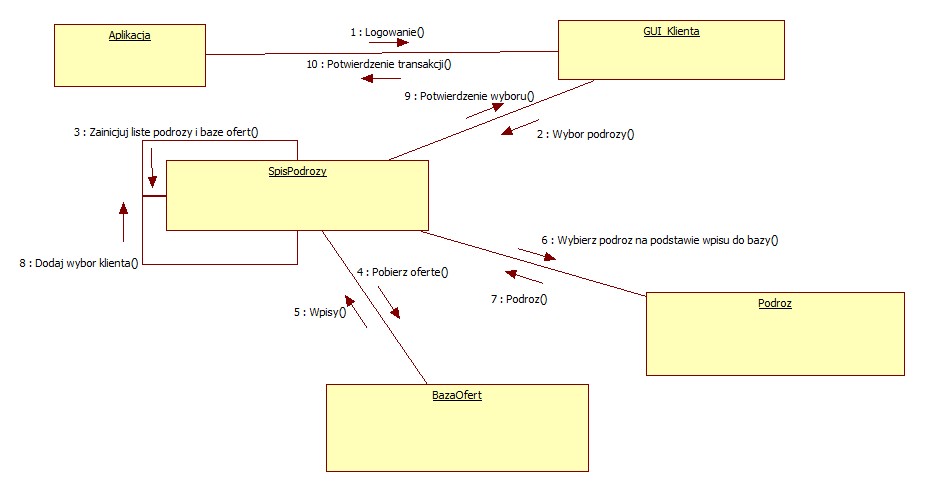 Aplikacja
1 : Logowanie()
GUI_Klienta
10 : Potwierdzenie transakcji()
9 : Potwierdzenie wyboru()
3 : Zainicjuj liste podrozy i baze ofert()
2 : Wybor podrozy()
SpisPodrozy
6 : Wybierz podroz na podstawie wpisu do bazy()
8 : Dodaj wybor klienta()
4 : Pobierz oferte()
7 : Podroz()
5 : Wpisy()
Podroz
BazaOfert